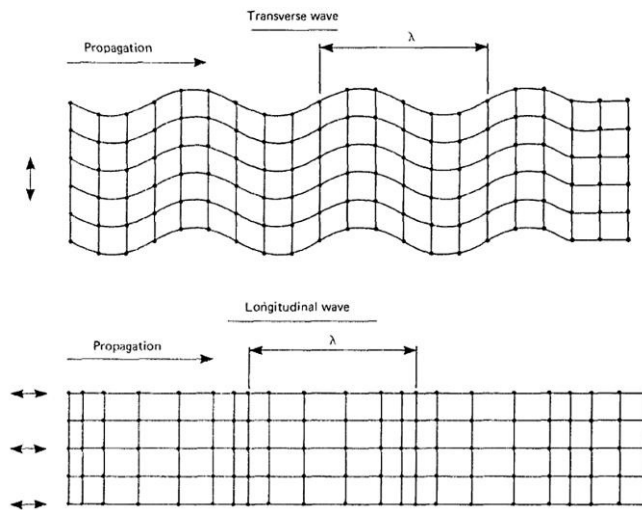 Transverse wave
λ
Propagation
Longitudinal wave
λ
Propagation